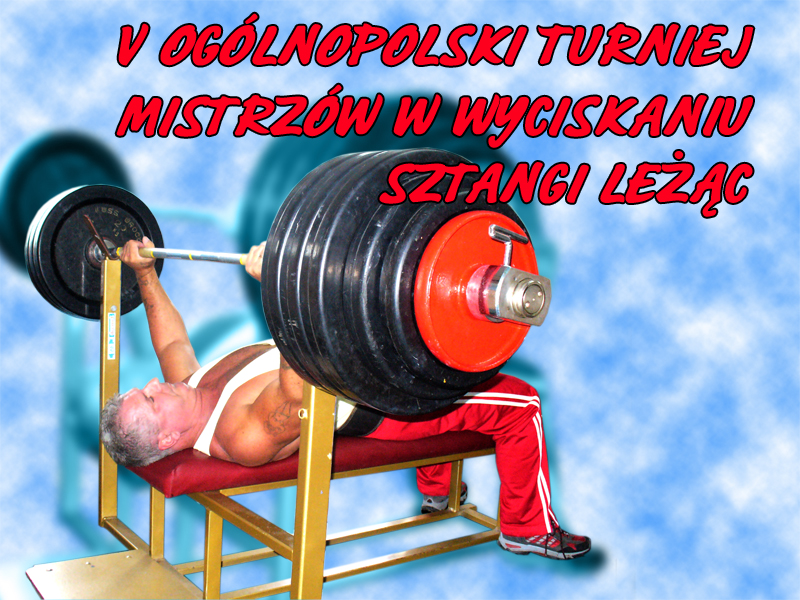 V OGÓLNOPOLSKI TURNIEJ
MISTRZÓW W WYCISKANIU
SZTANGI LEŻĄC